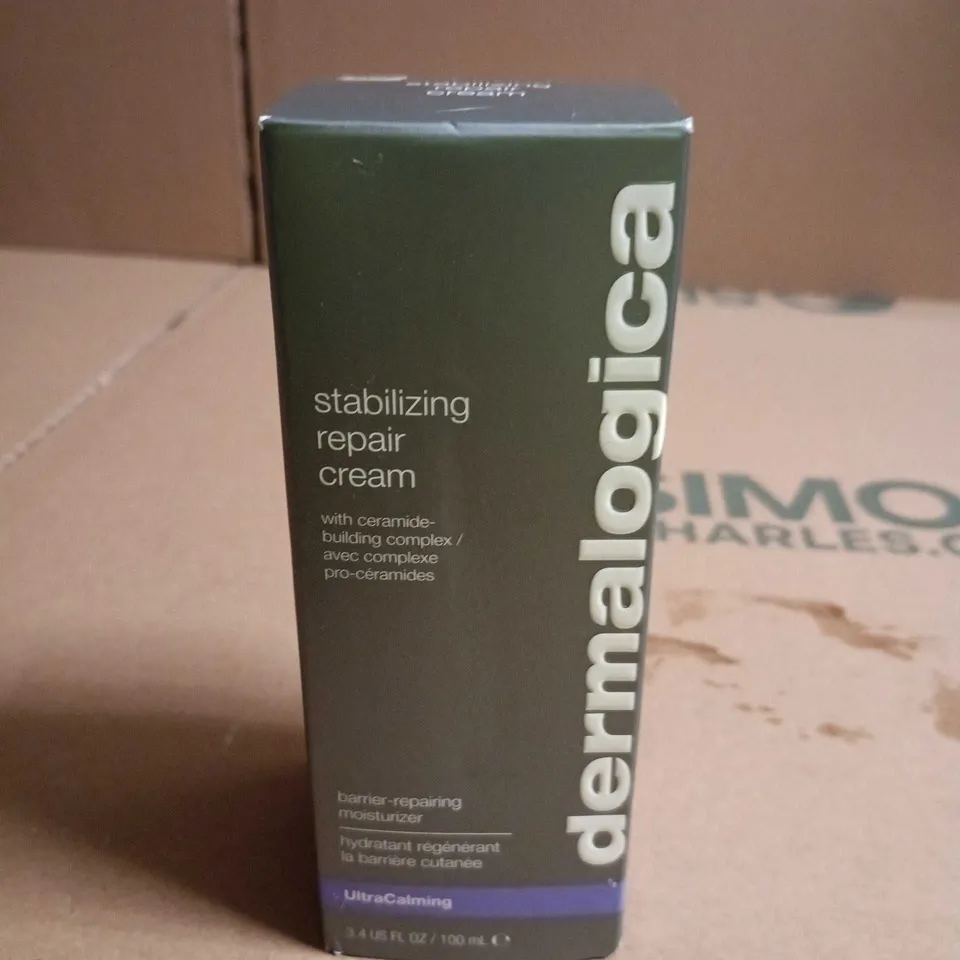 stabilizing
repair
cream
stabilizing
repair
cream
with ceramide-
building complex /
avec complexe
pro-céramides
dermalogica
barrier-repairing
moisturizer
hydratant régénérant
la barrière cutanée
UltraCalming
3.4 US FL OZ / 100 mL ℮
SIMO
HARLES.